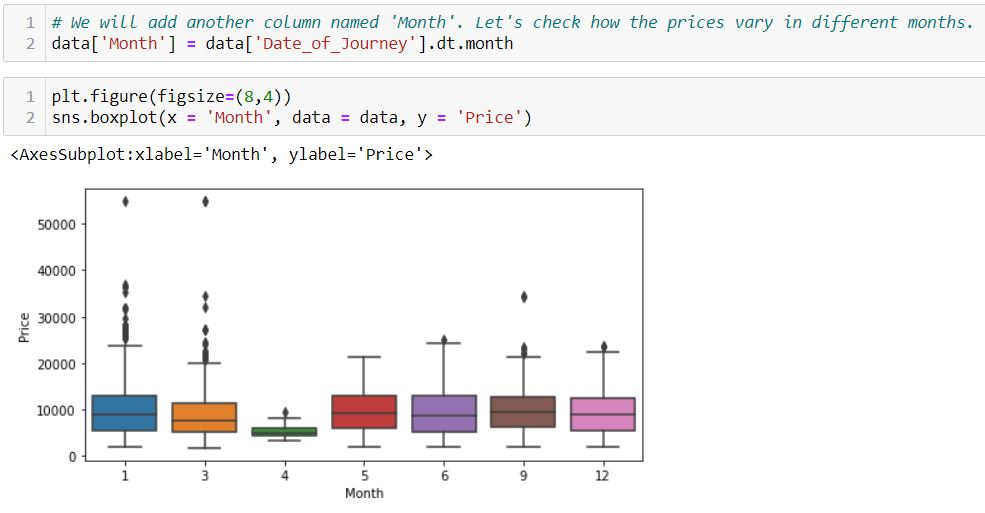 1 # We will add another column named 'Month'. Let's check how the prices vary in different months.
2 data['Month'] = data['Date_of_Journey'].dt.month
1 plt.figure(figsize=(8,4))
2 sns.boxplot(x = 'Month', data = data, y = 'Price')
<AxesSubplot:xlabel='Month', ylabel='Price'>
50000
40000
30000
20000
10000
0
Price
1 3 4 5 6 9 12
Month